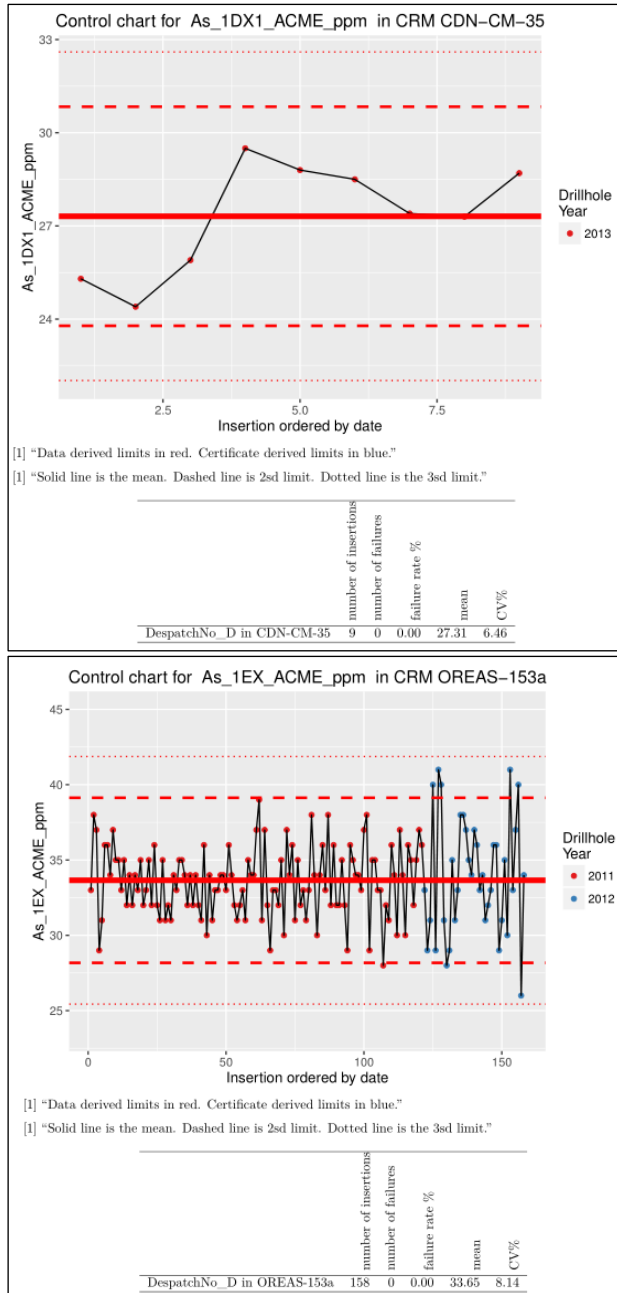 Control chart for As_1DX1_ACME_ppm in CRM CDN−CM−35
33
30
27
24
As_1DX1_ACME_ppm
2.5 5.0 7.5
Insertion ordered by date
Drillhole
Year
2013
[1] “Data derived limits in red. Certificate derived limits in blue.”
[1] “Solid line is the mean. Dashed line is 2sd limit. Dotted line is the 3sd limit.”
number of insertions
number of failures
failure rate %
mean
CV%
DespatchNo_D in CDN-CM-35 9 0 0.00 27.31 6.46
Control chart for As_1EX_ACME_ppm in CRM OREAS−153a
45
40
35
30
25
As_1EX_ACME_ppm
0 50 100 150
Insertion ordered by date
Drillhole
Year
2011
2012
[1] “Data derived limits in red. Certificate derived limits in blue.”
[1] “Solid line is the mean. Dashed line is 2sd limit. Dotted line is the 3sd limit.”
number of insertions
number of failures
failure rate %
mean
CV%
DespatchNo_D in OREAS-153a 158 0 0.00 33.65 8.14